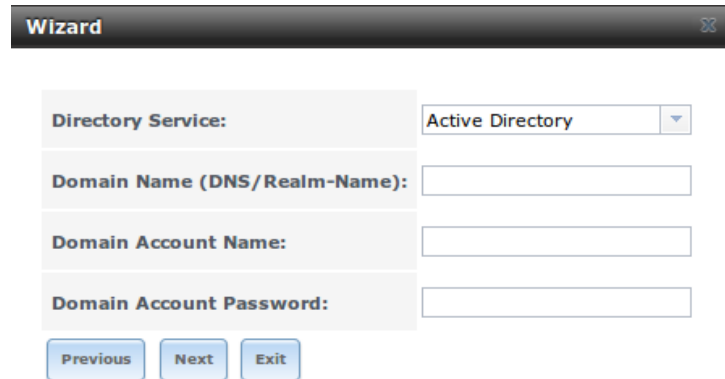 Wizard
Directory Service: Active Directory
Domain Name (DNS/Realm-Name):
Domain Account Name:
Domain Account Password:
Previous Next Exit